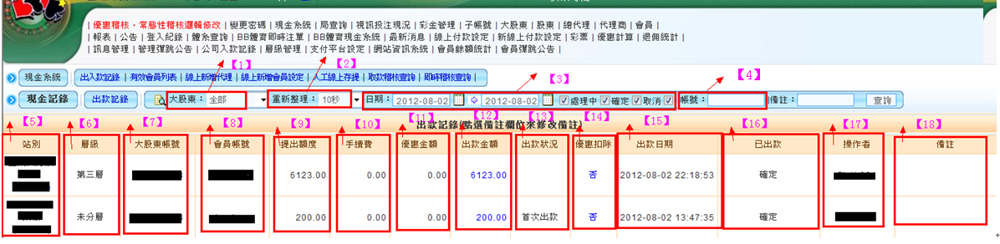 |優惠稽核、常態性稽核邏輯修改|變更密碼|現金系統|局查詢|視訊投注現況|彩金管理|子帳號|大股東|股東|總代理|代理商|會員|
|報表|公告|登入紀錄|體系查詢|BB體育即時注單|BB體育現金系統|最新消息|線上付款設定|新線上付款設定|彩票|優惠計算|退佣統計|
|訊息管理|管理彈跳公告|公司入款記錄|層級管理|支付平台設定|網站資訊系統|會員餘額統計|會員彈跳公告|
【1】 【2】 【3】 【4】
現金系統 出入款記錄|有效會員列表|線上新增代理|線上新增會員設定|人工線上存提|取款稽核查詢|即時稽核查詢|
現金記錄 出款記錄 大股東：全部 重新整理：10秒 日期：2012-08-02 2012-08-02 處理中 確定 取消 帳號： 備註： 查詢
出款記錄(點選備註欄位來修改備註)
【5】 【6】 【7】 【8】 【9】 【10】 【11】 【12】 【13】 【14】 【15】 【16】 【17】 【18】
站別 層級 大股東帳號 會員帳號 提出額度 手續費 優惠金額 出款金額 出款狀況 優惠扣除 出款日期 已出款 操作者 備註
第三層 6123.00 0.00 0.00 6123.00 否 2012-08-02 22:18:53 確定
未分層 200.00 0.00 0.00 200.00 首次出款 否 2012-08-02 13:47:35 確定